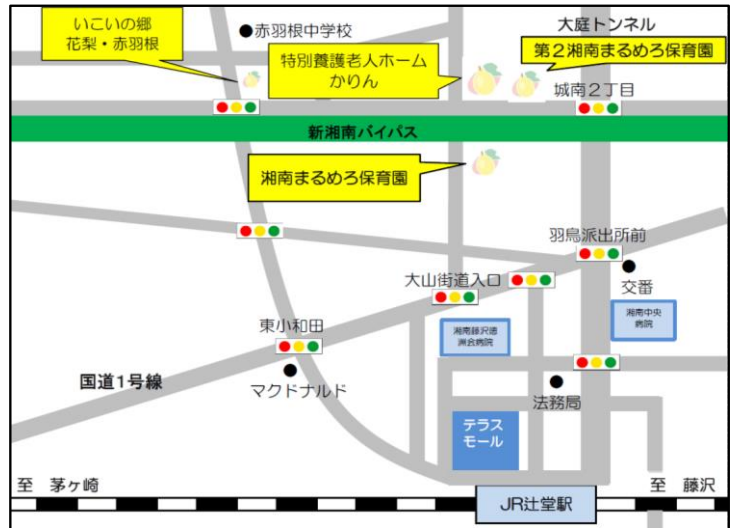 いこいの郷
花梨・赤羽根
赤羽根中学校
特別養護老人ホーム
かりん
大庭トンネル
第２湘南まるめろ保育園
城南２丁目
新湘南バイパス
湘南まるめろ保育園
羽鳥派出所前
大山街道入口
交番
湘南藤沢徳
洲会病院
湘南中央
病院
東小和田
国道1号線
マクドナルド
法務局
テラス
モール
至 茅ヶ崎
至 藤沢
JR辻堂駅